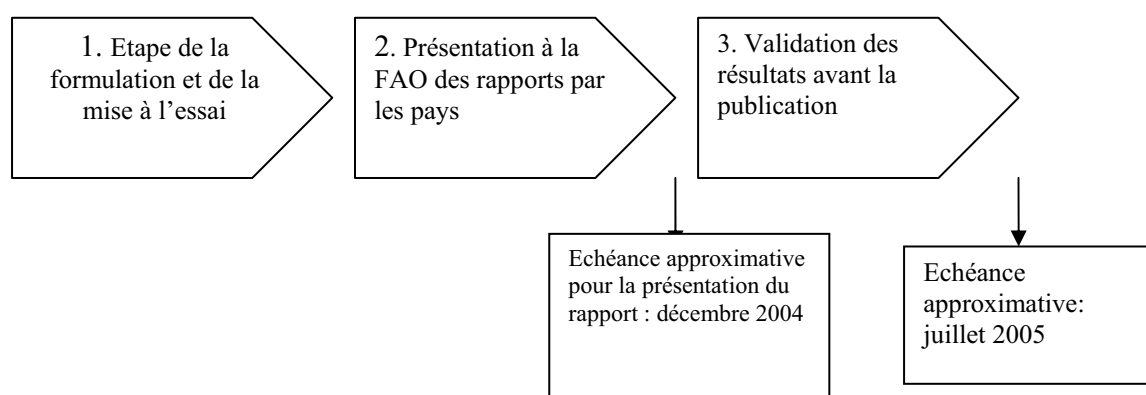 1. Etape de la
formulation et de la
mise à l’essai
2. Présentation à la
FAO des rapports par
les pays
3. Validation des
résultats avant la
publication
Echéance approximative
pour la présentation du
rapport : décembre 2004
Echéance
approximative:
juillet 2005